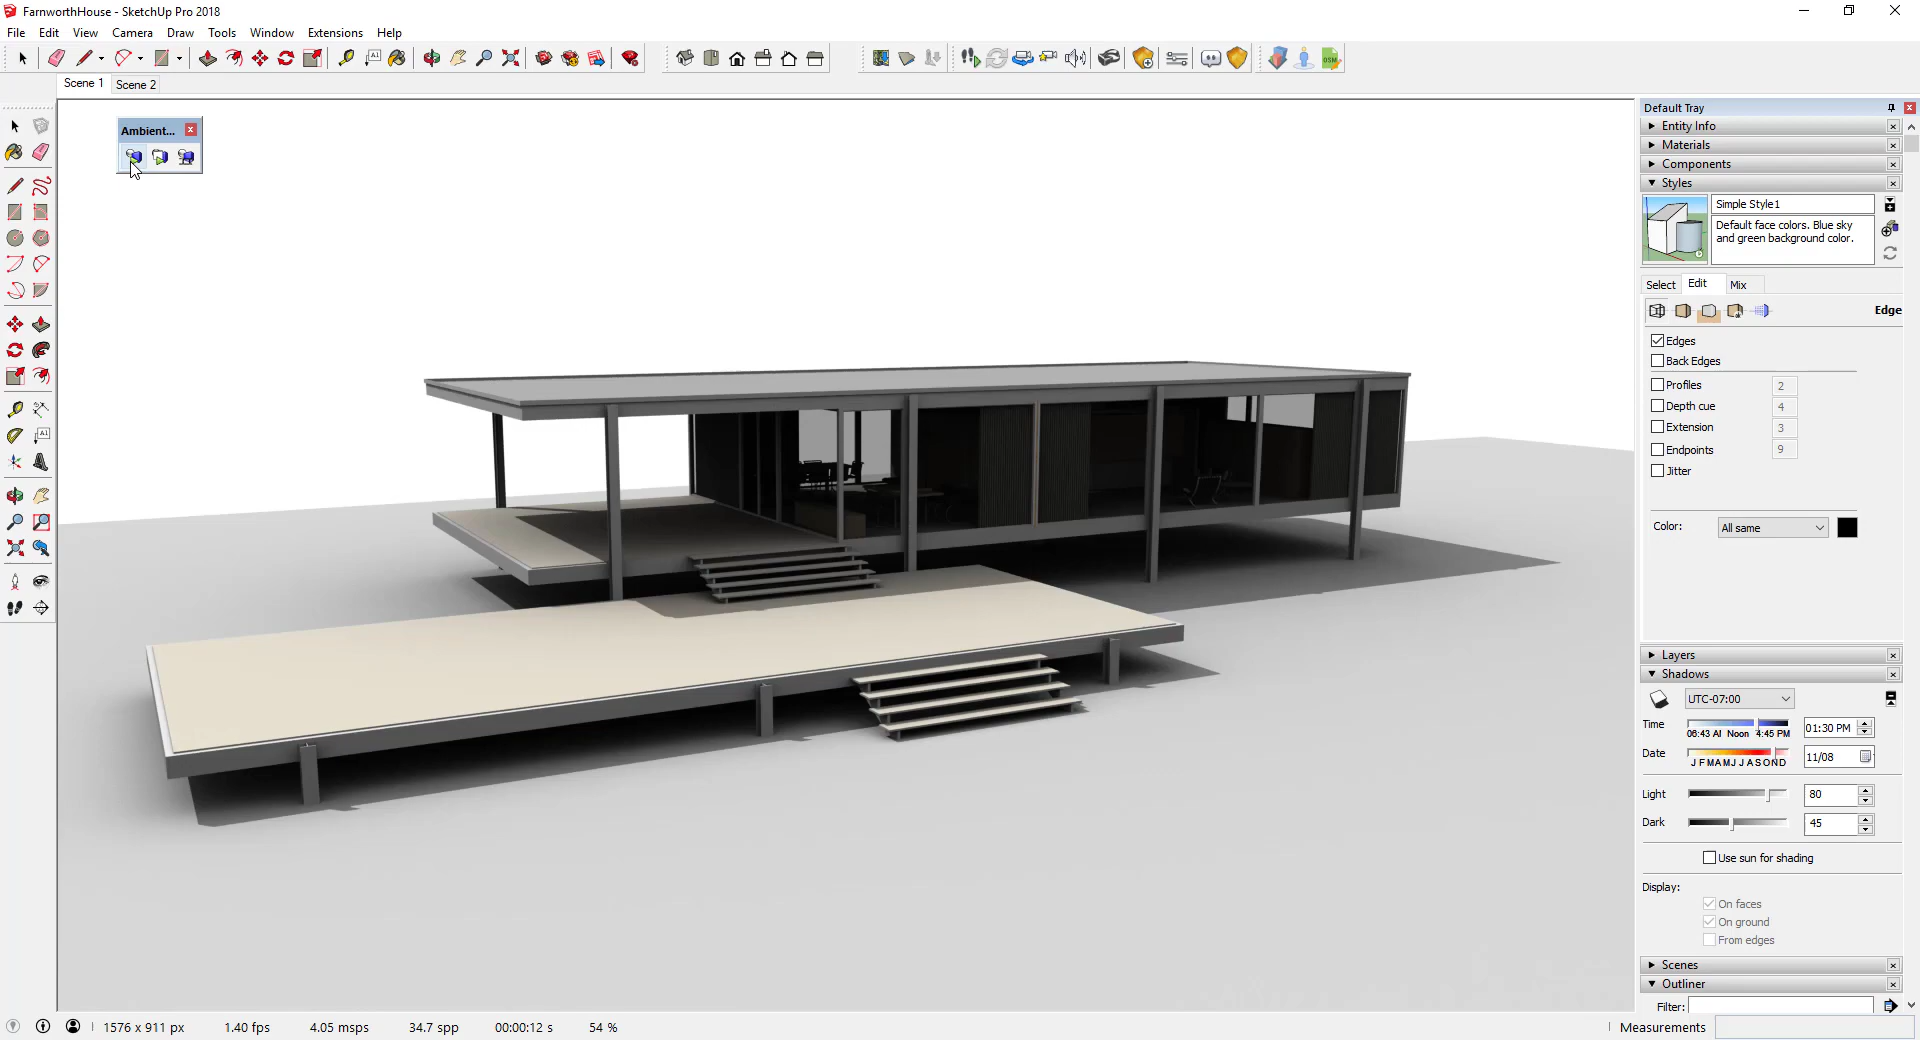 FarnworthHouse - SketchUp Pro 2018
File Edit View Camera Draw Tools Window Extensions Help
OSM
Scene 1 Scene 2
Ambient...
A1
Default Tray
Entity Info
Materials
Components
Styles
Simple Style1
Default face colors. Blue sky
and green background color.
Select Edit Mix
Edge
Edges
Back Edges
Profiles 2
Depth cue 4
Extension 3
Endpoints 9
Jitter
Color: All same
Layers
Shadows
UTC-07:00
Time 01:30 PM
06:43 AI Noon 4:45 PM
Date 11/08
J F M A M J J A S O N D
Light 80
Dark 45
Use sun for shading
Display:
On faces
On ground
From edges
Scenes
Outliner
Filter:
1576 x 911 px 1.40 fps 4.05 msps 34.7 spp 00:00:12 s 54 % Measurements